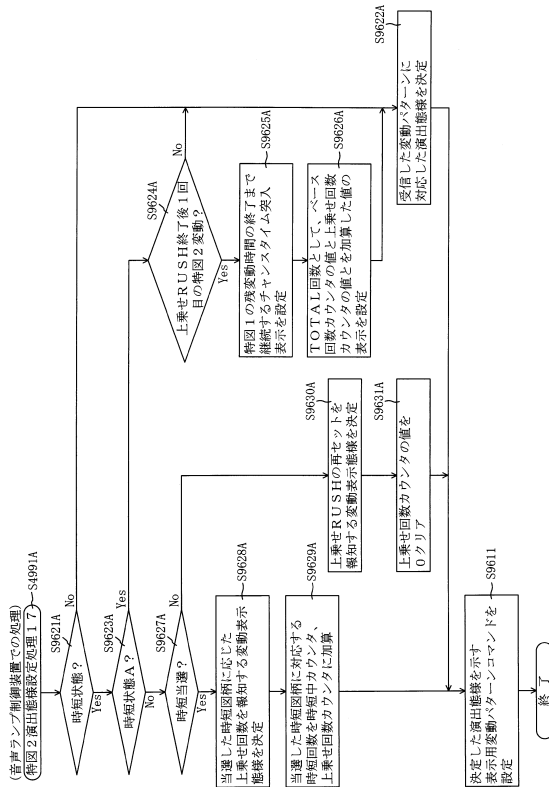 (音声ランプ制御装置での処理)
特図2演出態様設定処理17
S4991A
S9621A
時短状態?
No
Yes
S9623A
時短状態A?
Yes
No
S9624A
上乗せRUSH終了後1回
目の特図2変動?
No
Yes
S9625A
特図1の残変動時間の終了まで
継続するチャンスタイム突入
表示を設定
S9626A
TOTAL回数として、ベース
回数カウンタの値と上乗せ回数
カウンタの値とを加算した値の
表示を設定
S9622A
受信した変動パターンに
対応した演出態様を決定
S9627A
時短当選?
No
Yes
S9628A
当選した時短図柄に応じた
上乗せ回数を報知する変動表示
態様を決定
S9629A
当選した時短図柄に対応する
時短回数を時短中カウンタ、
上乗せ回数カウンタに加算
S9630A
上乗せRUSHの再セットを
報知する変動表示態様を決定
S9631A
上乗せ回数カウンタの値を
0クリア
S9611
決定した演出態様を示す
表示用変動パターンコマンドを
設定
終了